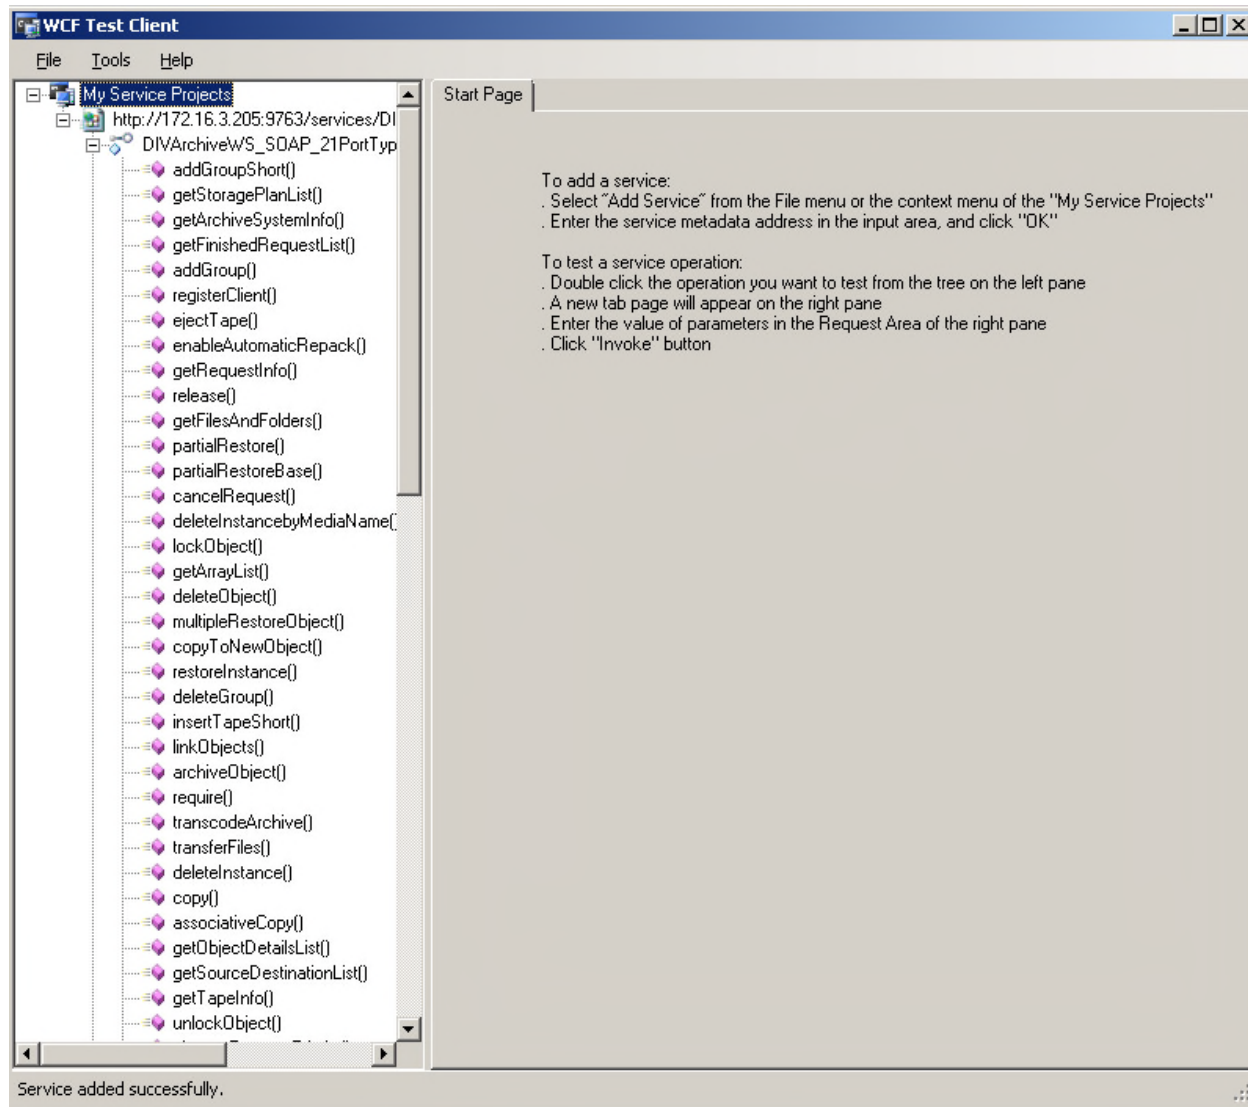 WCF Test Client
File Tools Help
My Service Projects
http://172.16.3.205:9763/services/DI
DIVArchiveWS_SOAP_21PortTyp
addGroupShort()
getStoragePlanList()
getArchiveSystemInfo()
getFinishedRequestList()
addGroup()
registerClient()
ejectTape()
enableAutomaticRepack()
getRequestInfo()
release()
getFilesAndFolders()
partialRestore()
partialRestoreBase()
cancelRequest()
deleteInstancebyMediaName()
lockObject()
getArrayList()
deleteObject()
multipleRestoreObject()
copyToNewObject()
restoreInstance()
deleteGroup()
insertTapeShort()
linkObjects()
archiveObject()
require()
transcodeArchive()
transferFiles()
deleteInstance()
copy()
associativeCopy()
getObjectDetailsList()
getSourceDestinationList()
getTapeInfo()
unlockObject()
Start Page
To add a service:
. Select "Add Service" from the File menu or the context menu of the "My Service Projects"
. Enter the service metadata address in the input area, and click "OK"
To test a service operation:
. Double click the operation you want to test from the tree on the left pane
. A new tab page will appear on the right pane
. Enter the value of parameters in the Request Area of the right pane
. Click "Invoke" button
Service added successfully.